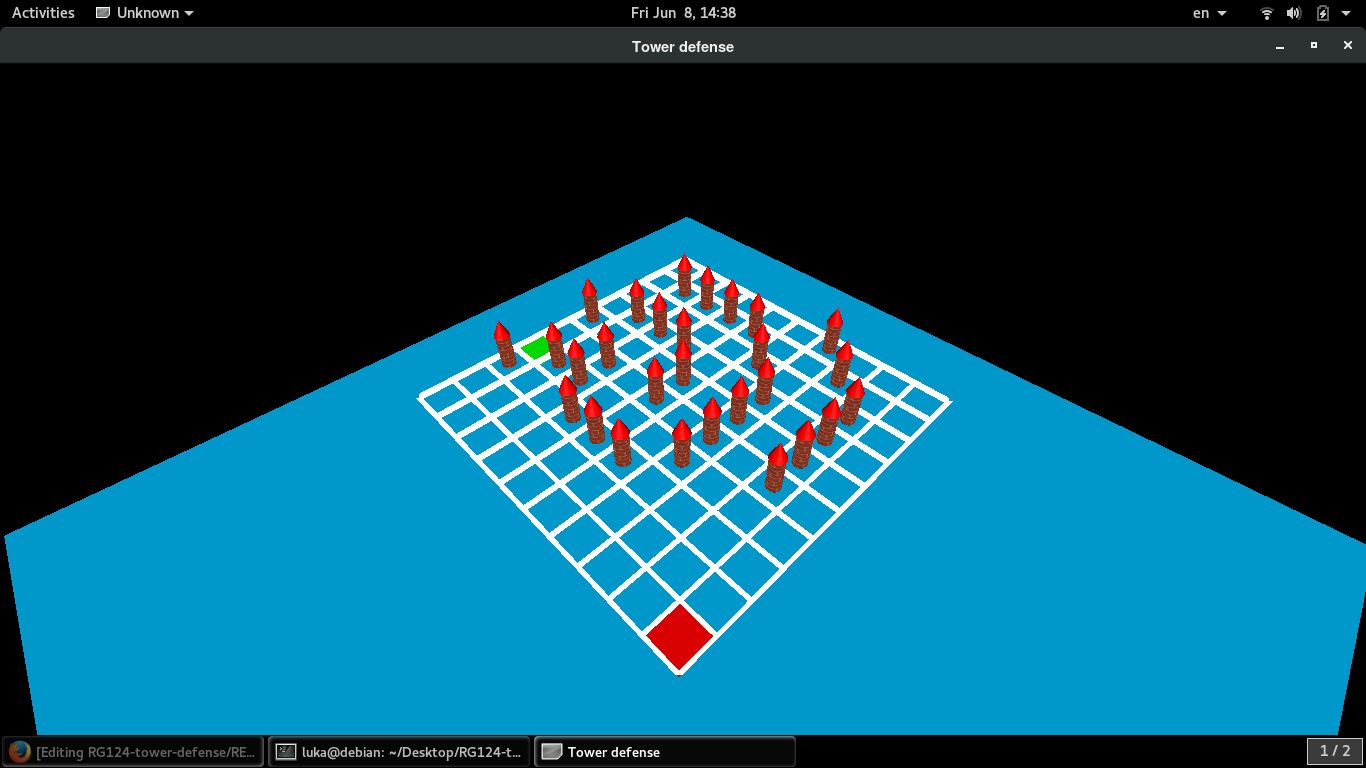 Activities Unknown Fri Jun 8, 14:38 en
Tower defense
[Editing RG124-tower-defense/RE... luka@debian: ~/Desktop/RG124-t... Tower defense 1 / 2